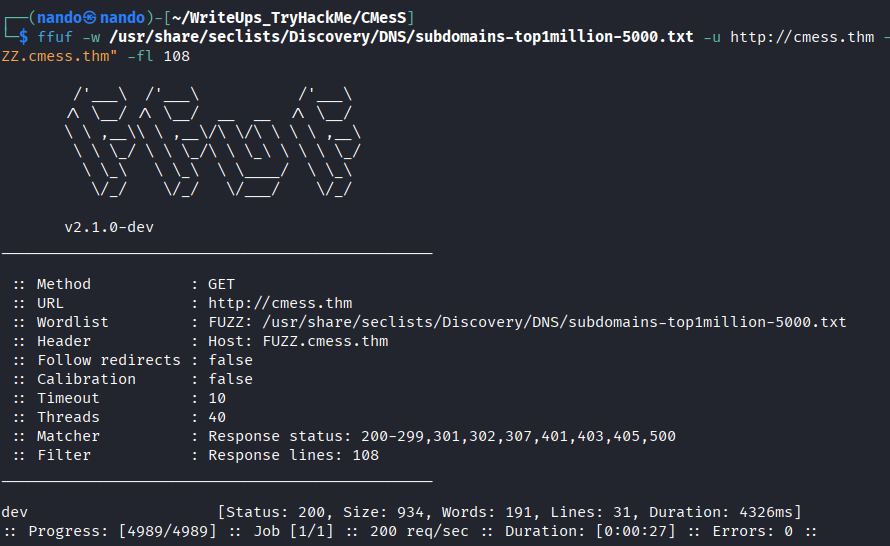 ┌──(nando㉿nando)-[~/WriteUps_TryHackMe/CMesS]
└─$ ffuf -w /usr/share/seclists/Discovery/DNS/subdomains-top1million-5000.txt -u http://cmess.thm -
ZZ.cmess.thm" -fl 108
        /'___\  /'___\           /'___\
       /\ \__/ /\ \__/  __  __  /\ \__/
       \ \ ,__\\ \ ,__\/\ \/\ \ \ \ ,__\
        \ \ \_/ \ \ \_/\ \ \_\ \ \ \ \_/
         \ \_\   \ \_\  \ \____/  \ \_\
          \/_/    \/_/   \/___/    \/_/
       v2.1.0-dev
________________________________________________
 :: Method           : GET
 :: URL              : http://cmess.thm
 :: Wordlist         : FUZZ: /usr/share/seclists/Discovery/DNS/subdomains-top1million-5000.txt
 :: Header           : Host: FUZZ.cmess.thm
 :: Follow redirects : false
 :: Calibration      : false
 :: Timeout          : 10
 :: Threads          : 40
 :: Matcher          : Response status: 200-299,301,302,307,401,403,405,500
 :: Filter           : Response lines: 108
________________________________________________
dev                     [Status: 200, Size: 934, Words: 191, Lines: 31, Duration: 4326ms]
:: Progress: [4989/4989] :: Job [1/1] :: 200 req/sec :: Duration: [0:00:27] :: Errors: 0 ::